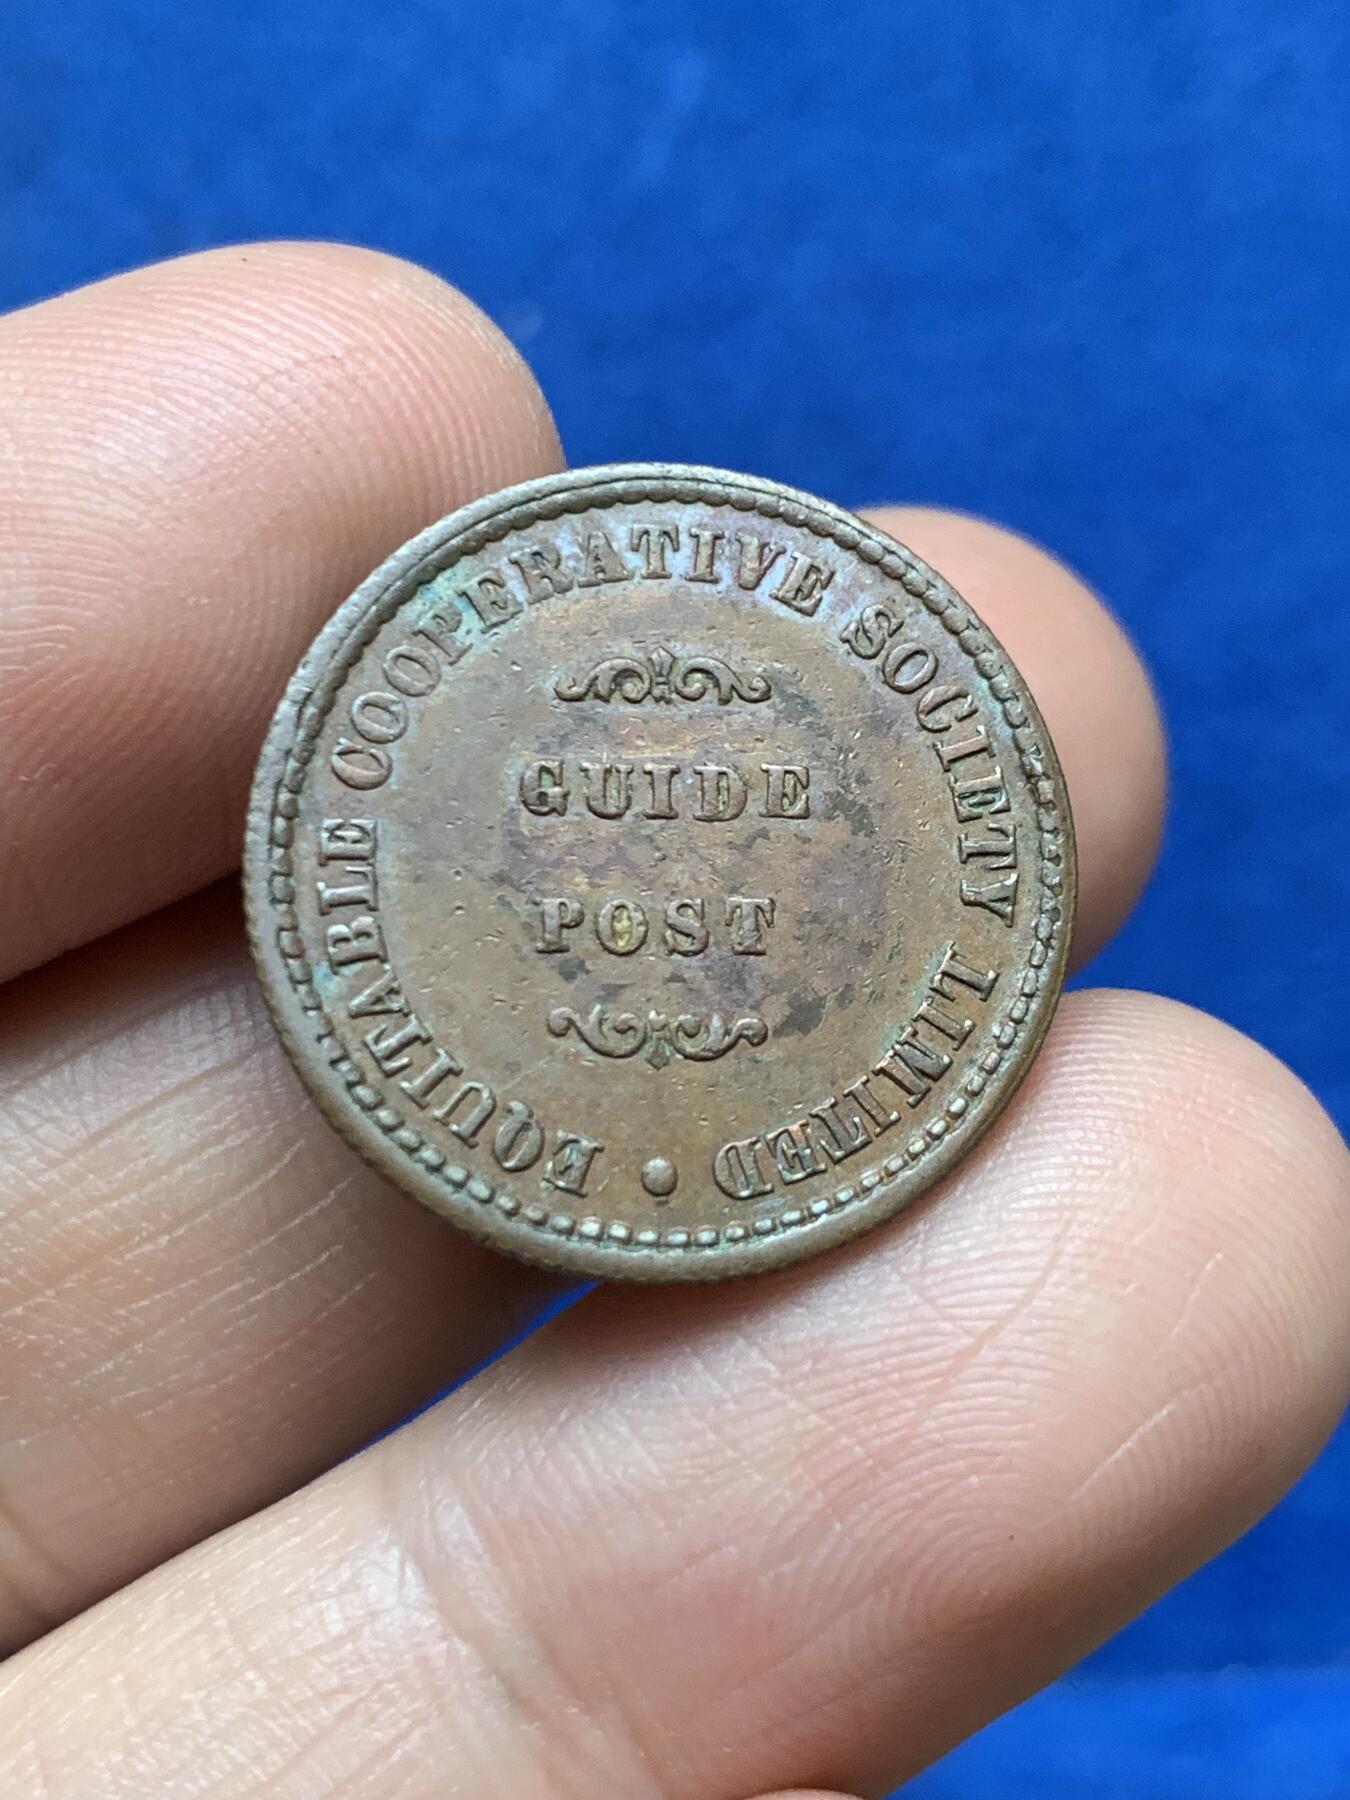 EQUITABLE COOPERATIVE SOCIETY LIMITED
GUIDE
POST